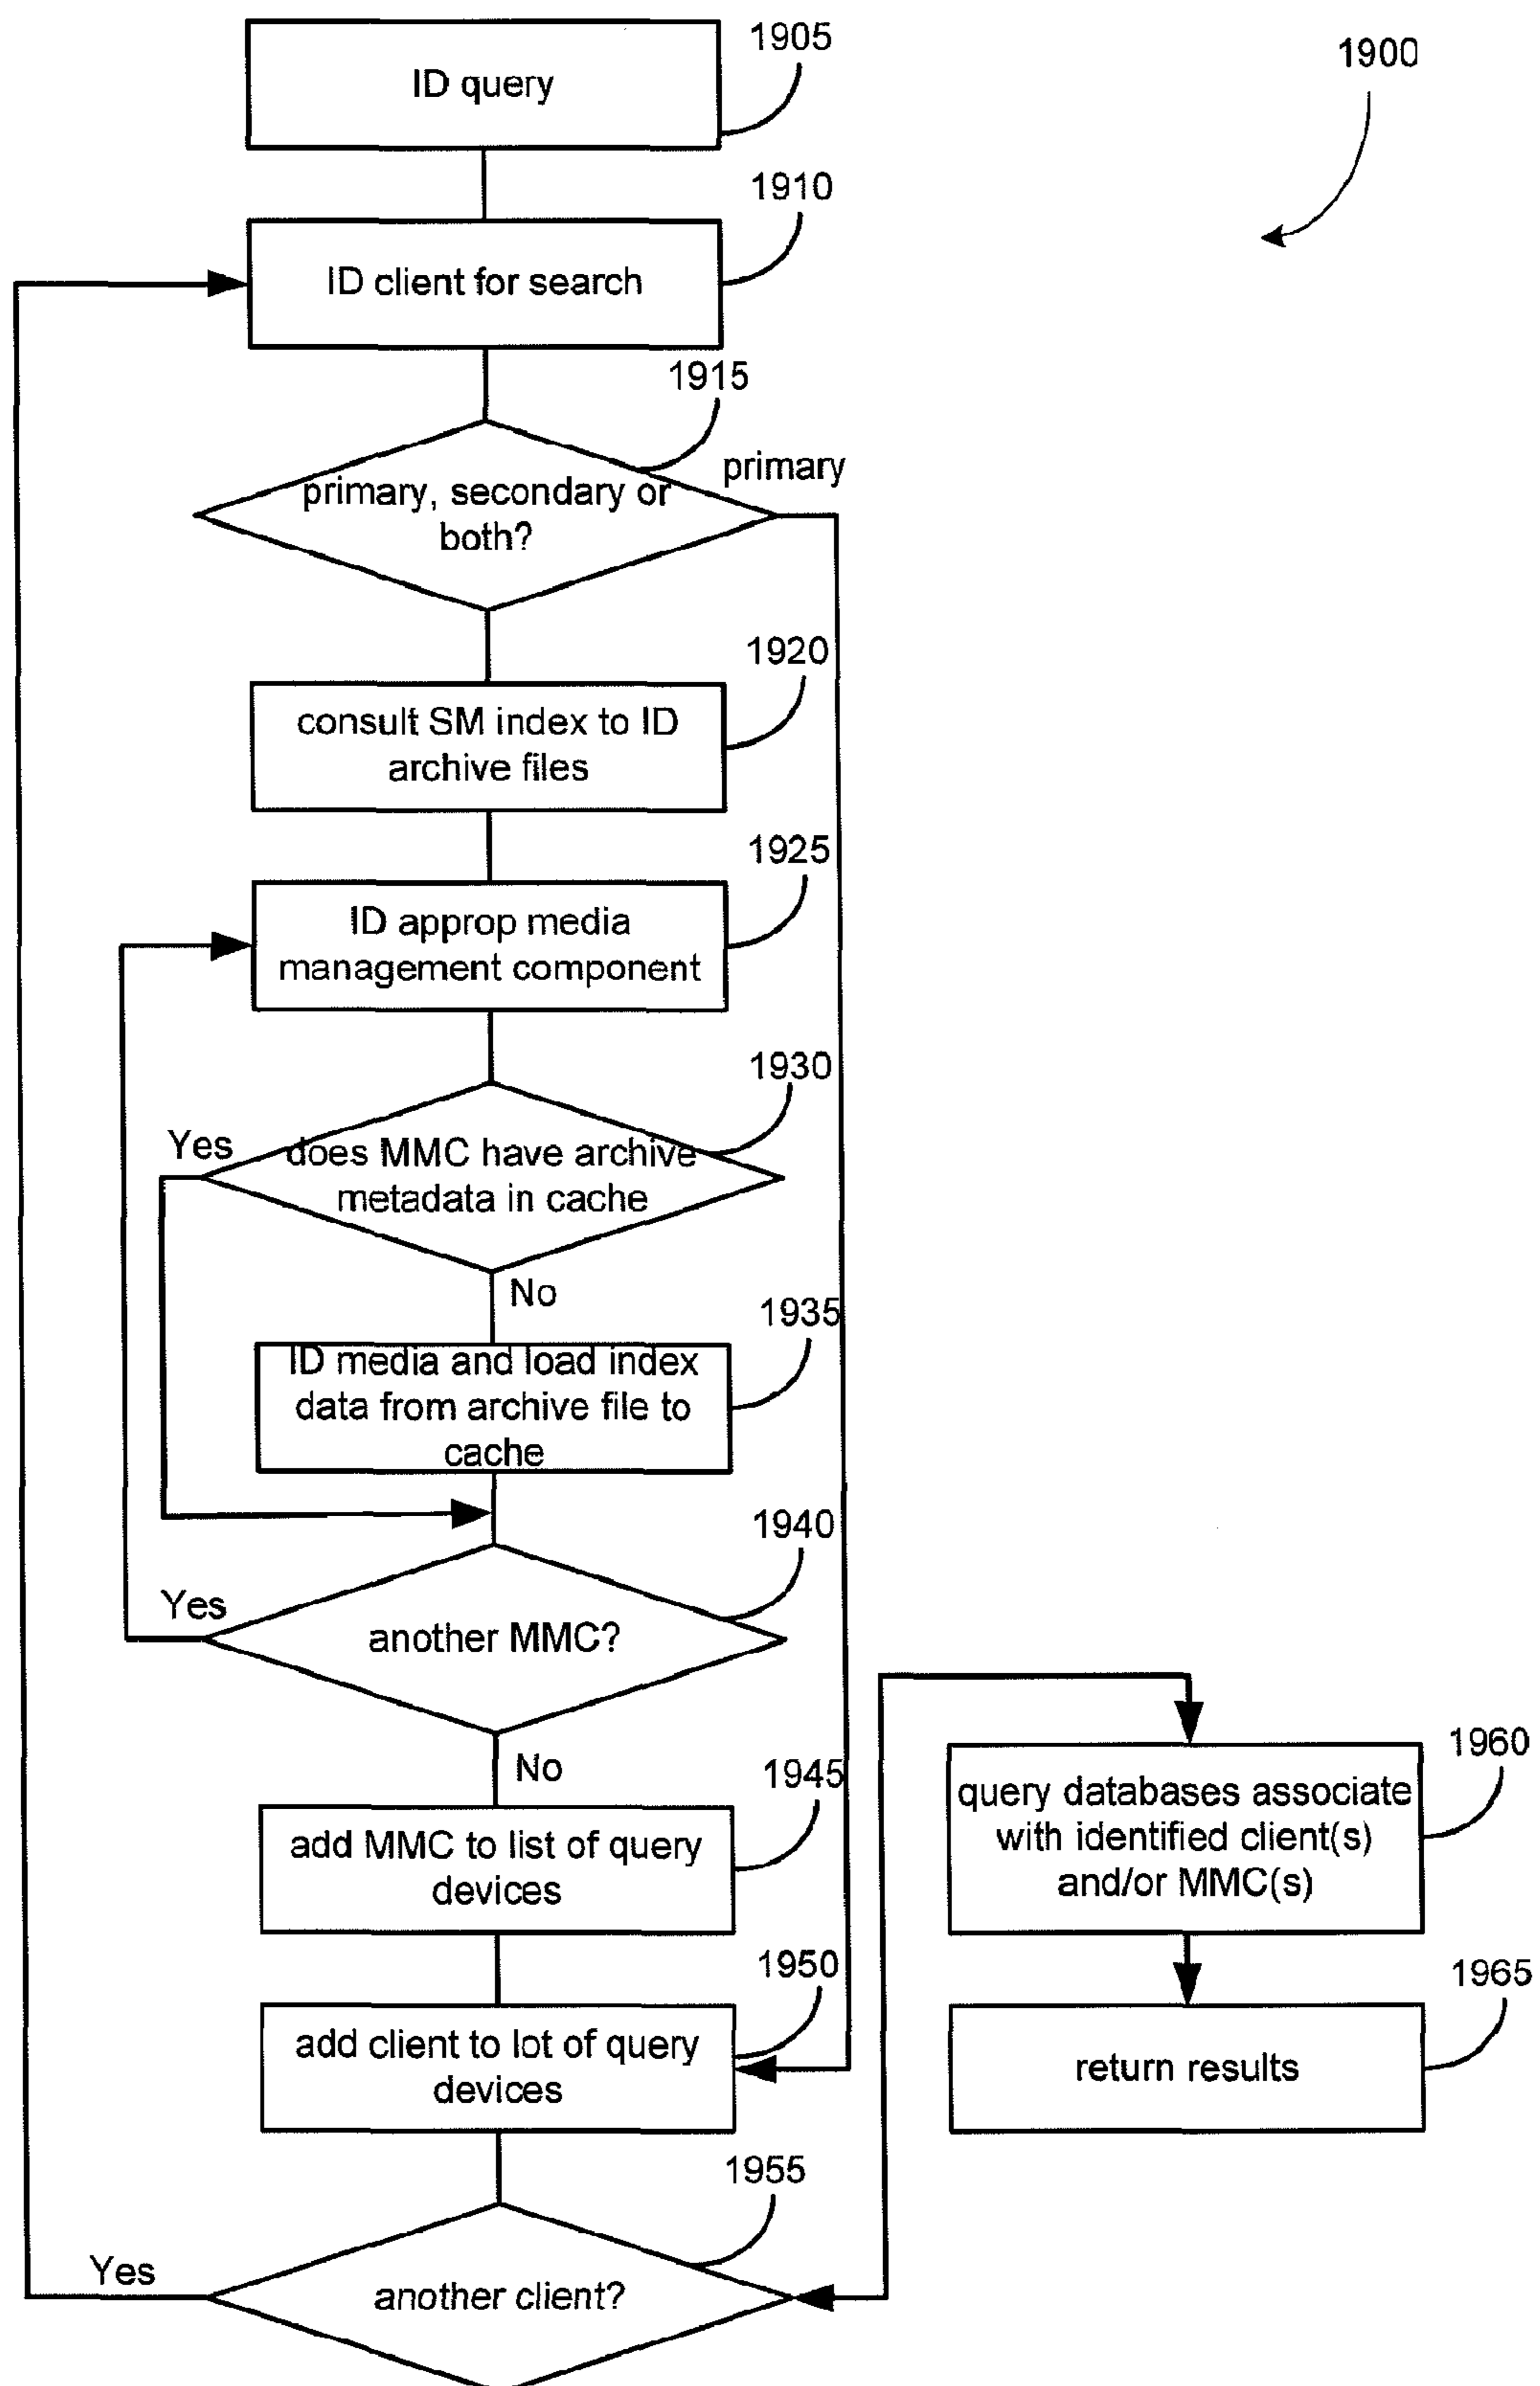 1905
ID query
1900
1910
ID client for search
1915
primary
primary, secondary or
both?
1920
consult SM index to ID
archive files
1925
ID approp media
management component
1930
Yes
does MMC have archive
metadata in cache
No
1935
ID media and load index
data from archive file to
cache
1940
Yes
another MMC?
No
1945
add MMC to list of query
devices
1950
add client to lot of query
devices
1955
Yes
another client?
1960
query databases associate
with identified client(s)
and/or MMC(s)
1965
return results